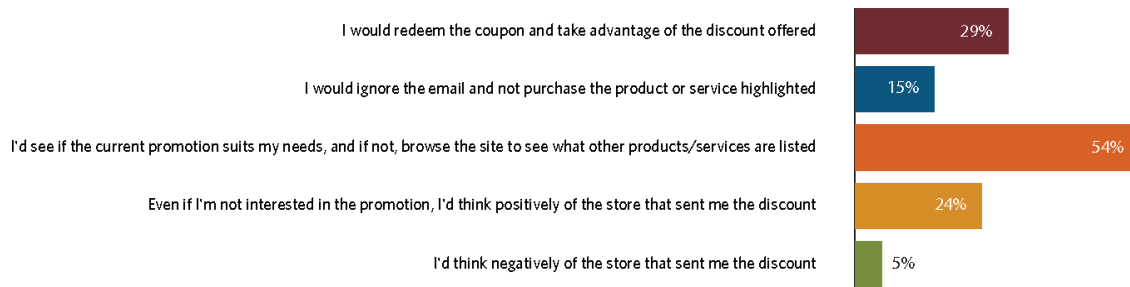 I would redeem the coupon and take advantage of the discount offered 29%
I would ignore the email and not purchase the product or service highlighted 15%
I'd see if the current promotion suits my needs, and if not, browse the site to see what other products/services are listed 54%
Even if I'm not interested in the promotion, I'd think positively of the store that sent me the discount 24%
I'd think negatively of the store that sent me the discount 5%